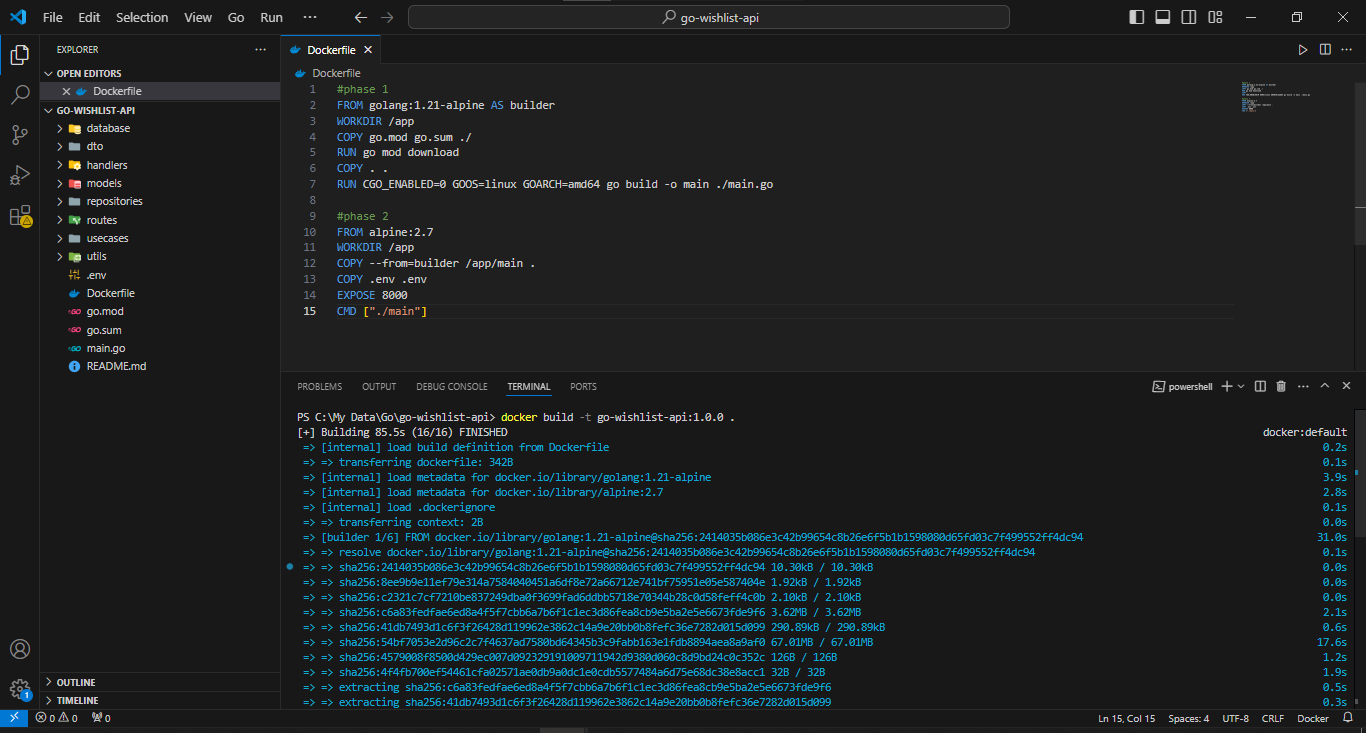 File Edit Selection View Go Run ··· go-wishlist-api
EXPLORER
OPEN EDITORS
Dockerfile
GO-WISHLIST-API
database
dto
handlers
models
repositories
routes
usecases
utils
.env
Dockerfile
go.mod
go.sum
main.go
README.md
OUTLINE
TIMELINE
Dockerfile
Dockerfile
1 #phase 1
2 FROM golang:1.21-alpine AS builder
3 WORKDIR /app
4 COPY go.mod go.sum ./
5 RUN go mod download
6 COPY . .
7 RUN CGO_ENABLED=0 GOOS=linux GOARCH=amd64 go build -o main ./main.go
8
9 #phase 2
10 FROM alpine:2.7
11 WORKDIR /app
12 COPY --from=builder /app/main .
13 COPY .env .env
14 EXPOSE 8000
15 CMD ["./main"]
PROBLEMS OUTPUT DEBUG CONSOLE TERMINAL PORTS powershell
PS C:\My Data\Go\go-wishlist-api> docker build -t go-wishlist-api:1.0.0 .
[+] Building 85.5s (16/16) FINISHED docker:default
=> [internal] load build definition from Dockerfile 0.2s
=> => transferring dockerfile: 342B 0.1s
=> [internal] load metadata for docker.io/library/golang:1.21-alpine 3.9s
=> [internal] load metadata for docker.io/library/alpine:2.7 2.8s
=> [internal] load .dockerignore 0.1s
=> => transferring context: 2B 0.0s
=> [builder 1/6] FROM docker.io/library/golang:1.21-alpine@sha256:2414035b086e3c42b99654c8b26e6f5b1b1598080d65fd03c7f499552ff4dc94 31.0s
=> => resolve docker.io/library/golang:1.21-alpine@sha256:2414035b086e3c42b99654c8b26e6f5b1b1598080d65fd03c7f499552ff4dc94 0.1s
=> => sha256:2414035b086e3c42b99654c8b26e6f5b1b1598080d65fd03c7f499552ff4dc94 10.30kB / 10.30kB 0.0s
=> => sha256:8ee9b9e11ef79e314a7584040451a6df8e72a66712e741bf75951e05e587404e 1.92kB / 1.92kB 0.0s
=> => sha256:c2321c7cf7210be837249dba0f3699fad6ddbb5718e70344b28c0d58feff4c0b 2.10kB / 2.10kB 0.0s
=> => sha256:c6a83fedfae6ed8a4f5f7cbb6a7b6f1c1ec3d86fea8cb9e5ba2e5e6673fde9f6 3.62MB / 3.62MB 2.1s
=> => sha256:41db7493d1c6f3f26428d119962e3862c14a9e20bb0b8fefc36e7282d015d099 290.89kB / 290.89kB 0.6s
=> => sha256:54bf7053e2d96c2c7f4637ad7580bd64345b3c9fabb163e1fdb8894aea8a9af0 67.01MB / 67.01MB 17.6s
=> => sha256:4579008f8500d429ec007d092329191009711942d9380d060c8d9bd24c0c352c 126B / 126B 1.2s
=> => sha256:4f4fb700ef54461cfa02571ae0db9a0dc1e0cdb5577484a6d75e68dc38e8acc1 32B / 32B 1.9s
=> => extracting sha256:c6a83fedfae6ed8a4f5f7cbb6a7b6f1c1ec3d86fea8cb9e5ba2e5e6673fde9f6 0.5s
=> => extracting sha256:41db7493d1c6f3f26428d119962e3862c14a9e20bb0b8fefc36e7282d015d099 0.3s
1
0 0 0 Ln 15, Col 15 Spaces: 4 UTF-8 CRLF Docker